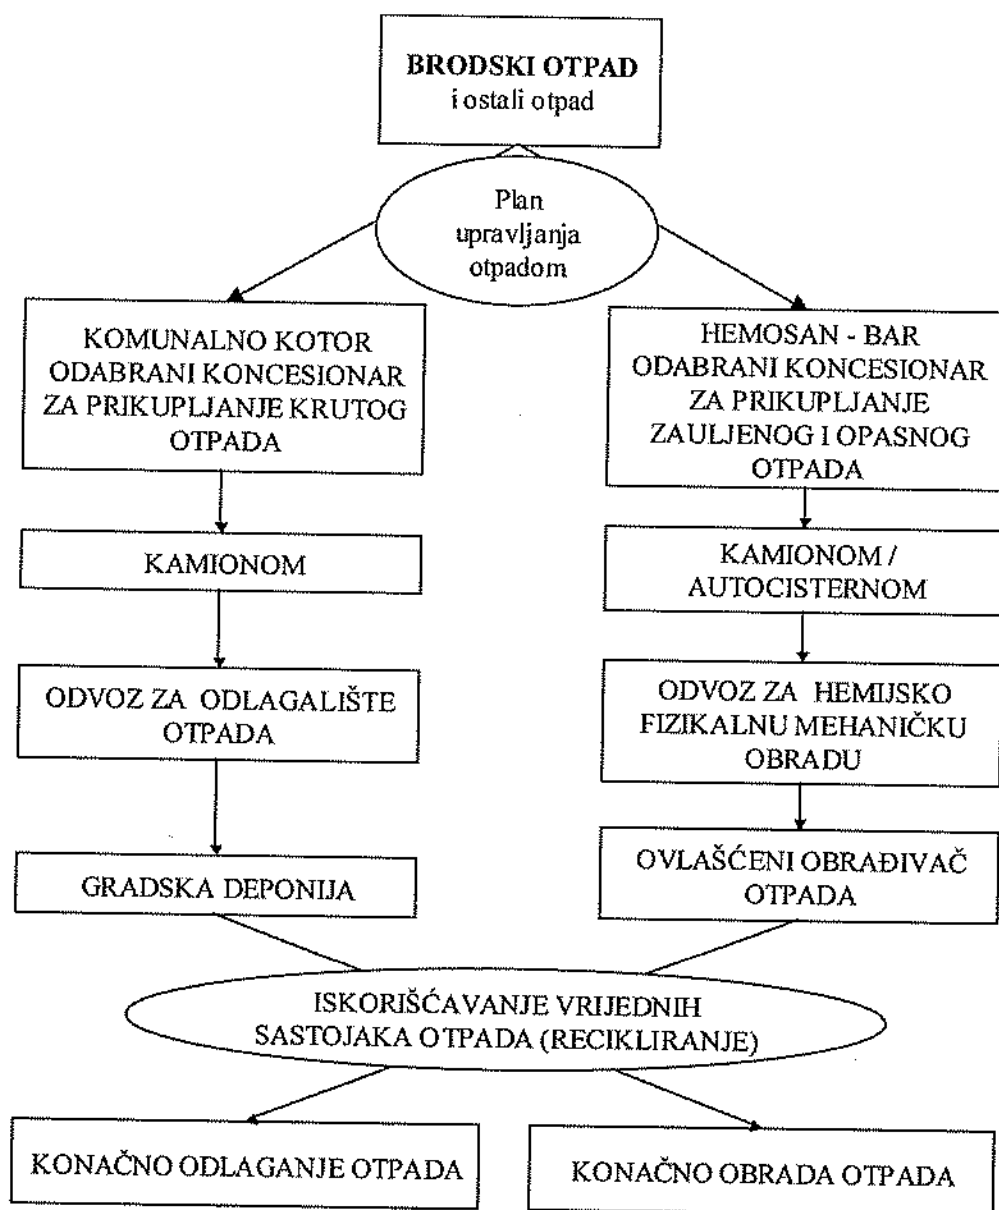 BRODSKI OTPAD
i ostali otpad
Plan
upravljanja
otpadom
KOMUNALNO KOTOR
ODABRANI KONCESIONAR
ZA PRIKUPLJANJE KRUTOG
OTPADA
HEMOSAN - BAR
ODABRANI KONCESIONAR
ZA PRIKUPLJANJE
ZAULJENOG I OPASNOG
OTPADA
KAMIONOM
KAMIONOM /
AUTOCISTERNOM
ODVOZ ZA ODLAGALIŠTE
OTPADA
ODVOZ ZA HEMIJSKO
FIZIKALNU MEHANIČKU
OBRADU
GRADSKA DEPONIJA
OVLAŠĆENI OBRAĐIVAČ
OTPADA
ISKORIŠĆAVANJE VRIJEDNIH
SASTOJAKA OTPADA (RECIKLIRANJE)
KONAČNO ODLAGANJE OTPADA
KONAČNO OBRADA OTPADA